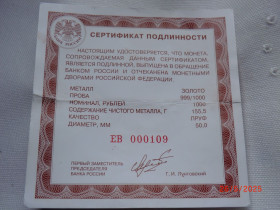 СЕРТИФИКАТ ПОДЛИННОСТИ
НАСТОЯЩИМ УДОСТОВЕРЯЕТСЯ, ЧТО МОНЕТА,
СОПРОВОЖДАЕМАЯ ДАННЫМ СЕРТИФИКАТОМ,
ЯВЛЯЕТСЯ ПОДЛИННОЙ, ВЫПУЩЕНА В ОБРАЩЕНИЕ
БАНКОМ РОССИИ И ОТЧЕКАНЕНА МОНЕТНЫМИ
ДВОРАМИ РОССИЙСКОЙ ФЕДЕРАЦИИ.
МЕТАЛЛ ЗОЛОТО
ПРОБА 999/1000
НОМИНАЛ, РУБЛЕЙ 1000
СОДЕРЖАНИЕ ЧИСТОГО МЕТАЛЛА, Г 155,5
КАЧЕСТВО ПРУФ
ДИАМЕТР, ММ 50,0
ЕВ 000109
ПЕРВЫЙ ЗАМЕСТИТЕЛЬ
ПРЕДСЕДАТЕЛЯ
БАНКА РОССИИ
Г.И. Лунтовский